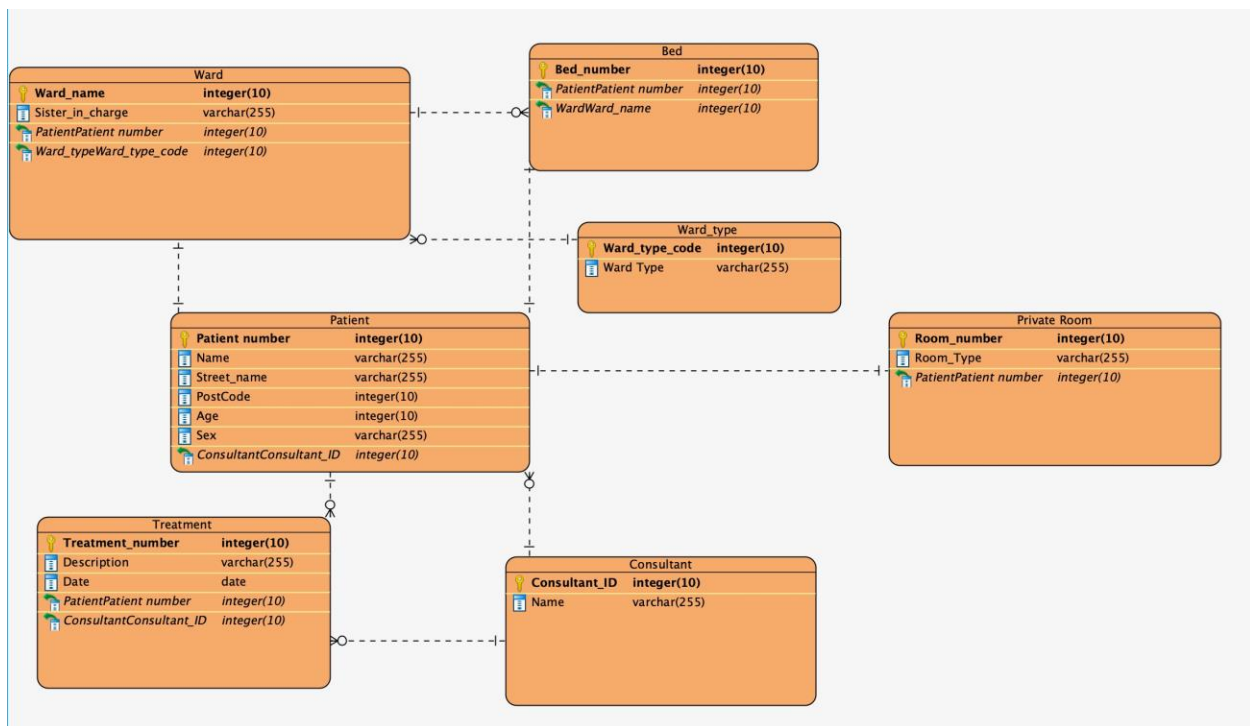 Ward
Ward_name integer(10)
Sister_in_charge varchar(255)
PatientPatient number integer(10)
Ward_typeWard_type_code integer(10)
Bed
Bed_number integer(10)
PatientPatient number integer(10)
WardWard_name integer(10)
Ward_type
Ward_type_code integer(10)
Ward Type varchar(255)
Patient
Patient number integer(10)
Name varchar(255)
Street_name varchar(255)
PostCode integer(10)
Age integer(10)
Sex varchar(255)
ConsultantConsultant_ID integer(10)
Private Room
Room_number integer(10)
Room_Type varchar(255)
PatientPatient number integer(10)
Treatment
Treatment_number integer(10)
Description varchar(255)
Date date
PatientPatient number integer(10)
ConsultantConsultant_ID integer(10)
Consultant
Consultant_ID integer(10)
Name varchar(255)